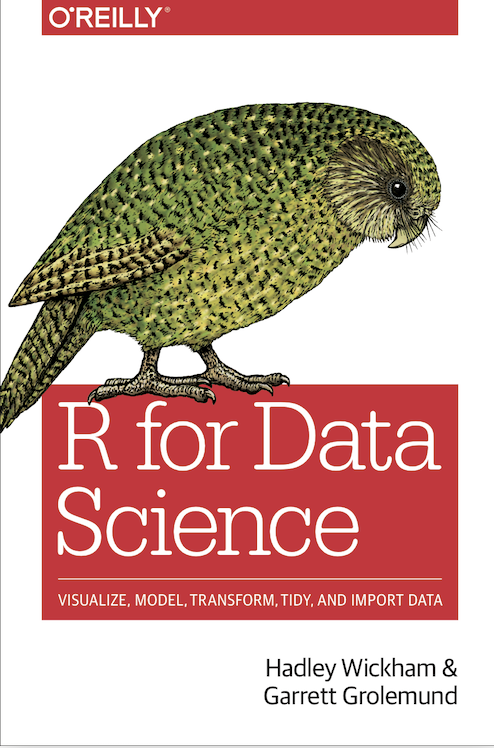 O'REILLY®
R for Data
Science
VISUALIZE, MODEL, TRANSFORM, TIDY, AND IMPORT DATA
Hadley Wickham &
Garrett Grolemund